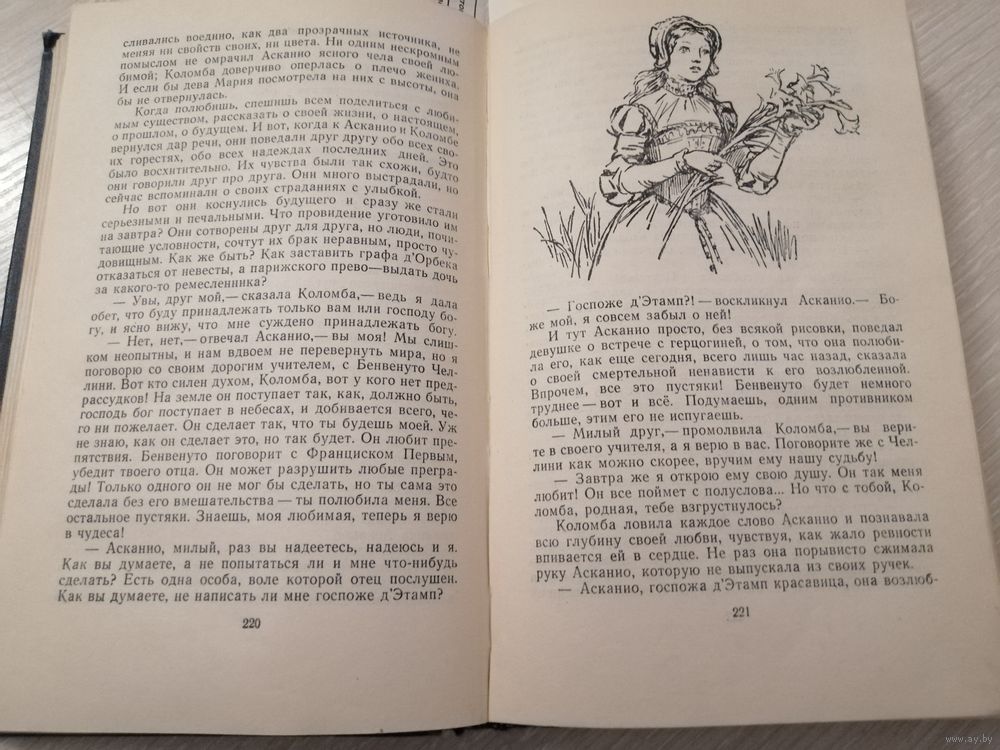 сливались воедино, как два прозрачных источника, не
меняя ни свойств своих, ни цвета. Ни одним нескромным
помыслом не омрачил Асканио ясного чела своей лю-
бимой; Коломба доверчиво оперлась о плечо жениха.
И если бы дева Мария посмотрела на них с высоты, она
бы не отвернулась.
Когда полюбишь, спешишь всем поделиться с люби-
мым существом, рассказать о своей жизни, о настоящем,
о прошлом, о будущем. И вот, когда к Асканио и Коломбе
вернулся дар речи, они поведали друг другу обо всех сво-
их горестях, обо всех надеждах последних дней. Это
было восхитительно. Их чувства были так схожи, будто
они говорили друг про друга. Они много выстрадали, но
сейчас вспоминали о своих страданиях с улыбкой.
Но вот они коснулись будущего и сразу же стали
серьезными и печальными. Что провидение уготовило им
на завтра? Они сотворены друг для друга, но люди, почи-
тающие условности, сочтут их брак неравным, просто чу-
довищным. Как же быть? Как заставить графа д'Орбека
отказаться от невесты, а парижского прево — выдать дочь
за какого-то ремесленника?
— Увы, друг мой,— сказала Коломба,— ведь я дала
обет, что буду принадлежать только вам или господу бо-
гу, и ясно вижу, что мне суждено принадлежать богу.
— Нет, нет,— отвечал Асканио,— вы моя! Мы слиш-
ком неопытны, и нам вдвоем не перевернуть мира, но я
поговорю со своим дорогим учителем, с Бенвенуто Чел-
лини. Вот кто силен духом, Коломба, вот у кого нет пред-
рассудков! На земле он поступает так, как, должно быть,
господь бог поступает в небесах, и добивается всего, че-
го ни пожелает. Он сделает так, что ты будешь моей. Уж
не знаю, как он сделает это, но так будет. Он любит пре-
пятствия. Бенвенуто поговорит с Франциском Первым,
убедит твоего отца. Он может разрушить любые прегра-
ды! Только одного он не мог бы сделать, но ты сама это
сделала без его вмешательства — ты полюбила меня. Все
остальное пустяки. Знаешь, моя любимая, теперь я верю
в чудеса!
— Асканио, милый, раз вы надеетесь, надеюсь и я.
Как вы думаете, а не попытаться ли и мне что-нибудь
сделать? Есть одна особа, воле которой отец послушен.
Как вы думаете, не написать ли мне госпоже д'Этамп?
220
— Госпоже д'Этамп?! — воскликнул Асканио.— Бо-
же мой, я совсем забыл о ней!
И тут Асканио просто, без всякой рисовки, поведал
девушке о встрече с герцогиней, о том, что она полюби-
ла его, как еще сегодня, всего лишь час назад, сказала
о своей смертельной ненависти к его возлюбленной.
Впрочем, все это пустяки! Бенвенуто будет немного
труднее — вот и всё. Подумаешь, одним противником
больше, этим его не испугаешь.
— Милый друг,— промолвила Коломба,— вы вери-
те в своего учителя, а я верю в вас. Поговорите же с Чел-
лини как можно скорее, вручим ему нашу судьбу!
— Завтра же я открою ему свою душу. Он так меня
любит! Он все поймет с полуслова... Но что с тобой, Ко-
ломба, родная, тебе взгрустнулось?
Коломба ловила каждое слово Асканио и познавала
всю глубину своей любви, чувствуя, как жало ревности
впивается ей в сердце. Не раз она порывисто сжимала
руку Асканио, которую не выпускала из своих ручек.
— Асканио, госпожа д'Этамп красавица, она возлюб-
221
www.ay.by